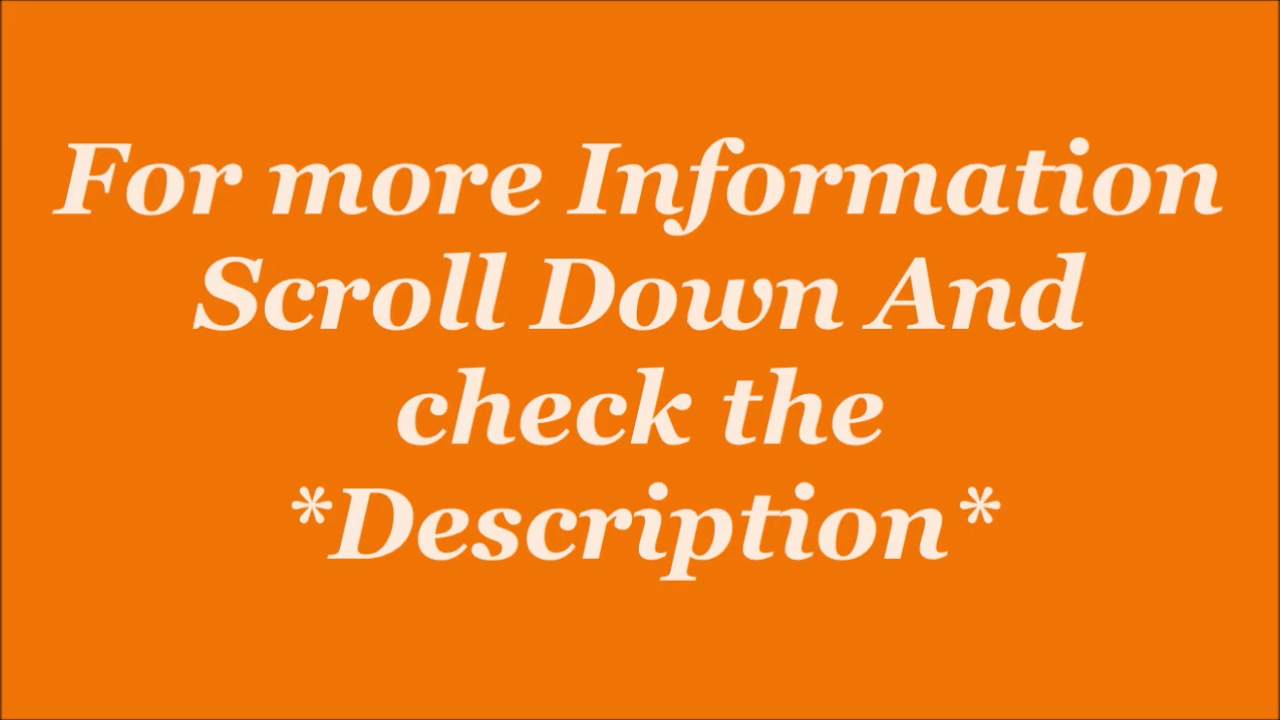 For more Information
Scroll Down And
check the
*Description*